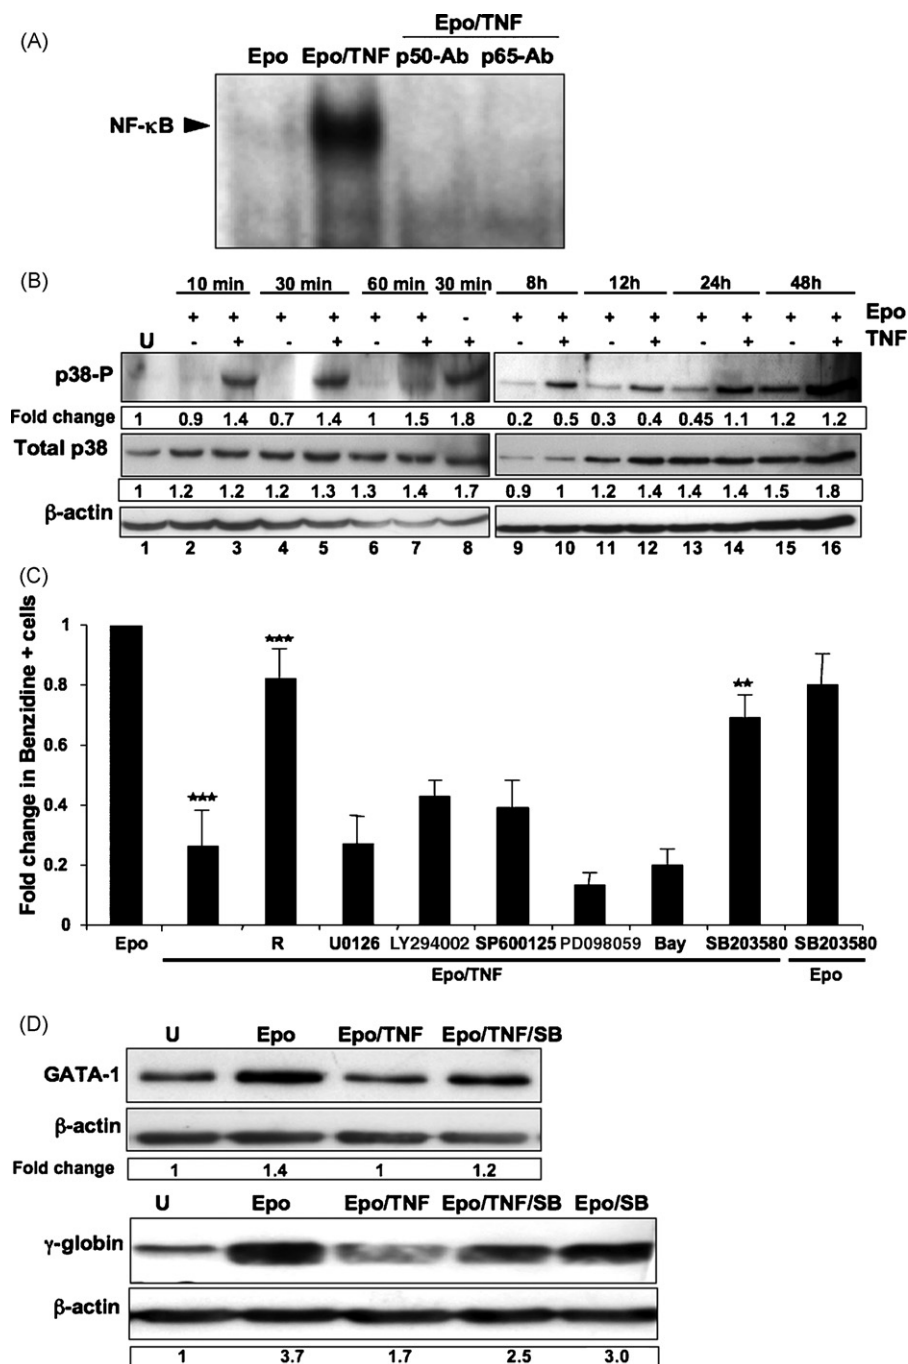 (A)
Epo/TNF
Epo Epo/TNF p50-Ab p65-Ab
NF-κB
(B)
10 min 30 min 60 min 30 min 8h 12h 24h 48h
+ + + + + + - + + + + + + + + Epo
U - + - + - + + - + - + - + - + TNF
p38-P
Fold change 1 0.9 1.4 0.7 1.4 1 1.5 1.8 0.2 0.5 0.3 0.4 0.45 1.1 1.2 1.2
Total p38
1 1.2 1.2 1.2 1.3 1.3 1.4 1.7 0.9 1 1.2 1.4 1.4 1.4 1.5 1.8
β-actin
1 2 3 4 5 6 7 8 9 10 11 12 13 14 15 16
(C)
Fold change in Benzidine + cells
1
0.8
0.6
0.4
0.2
0
*** *** **
Epo R U0126 LY294002 SP600125 PD098059 Bay SB203580 SB203580
Epo/TNF Epo
(D)
U Epo Epo/TNF Epo/TNF/SB
GATA-1
β-actin
Fold change 1 1.4 1 1.2
U Epo Epo/TNF Epo/TNF/SB Epo/SB
γ-globin
β-actin
1 3.7 1.7 2.5 3.0